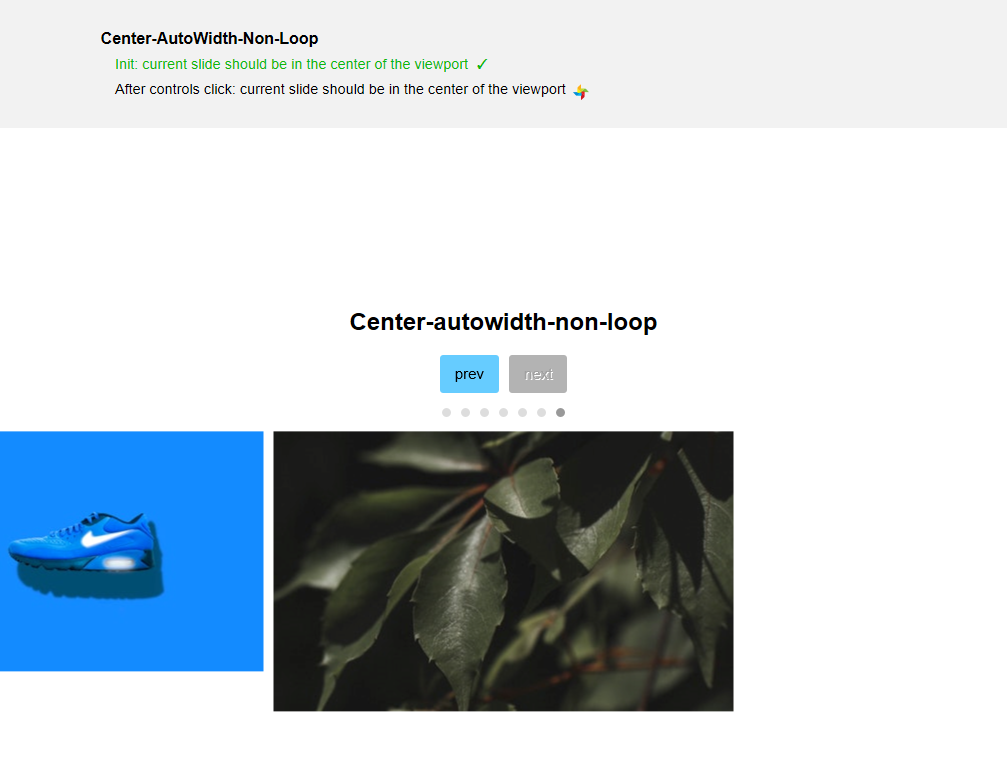 Center-AutoWidth-Non-Loop
Init: current slide should be in the center of the viewport ✓
After controls click: current slide should be in the center of the viewport
Center-autowidth-non-loop
prev next